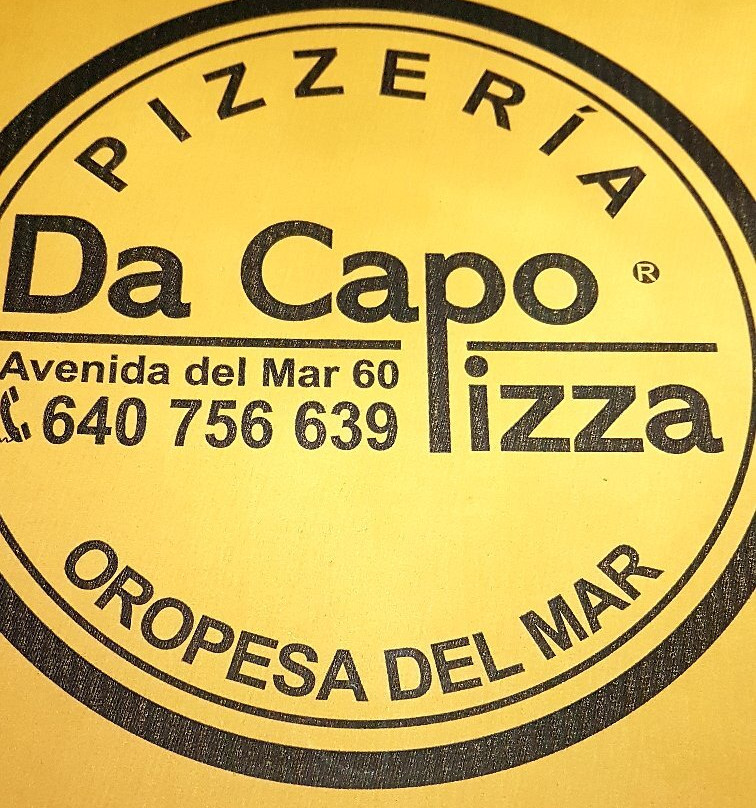 PIZZERÍA
Da Capo ®
Pizza
Avenida del Mar 60
640 756 639
OROPESA DEL MAR